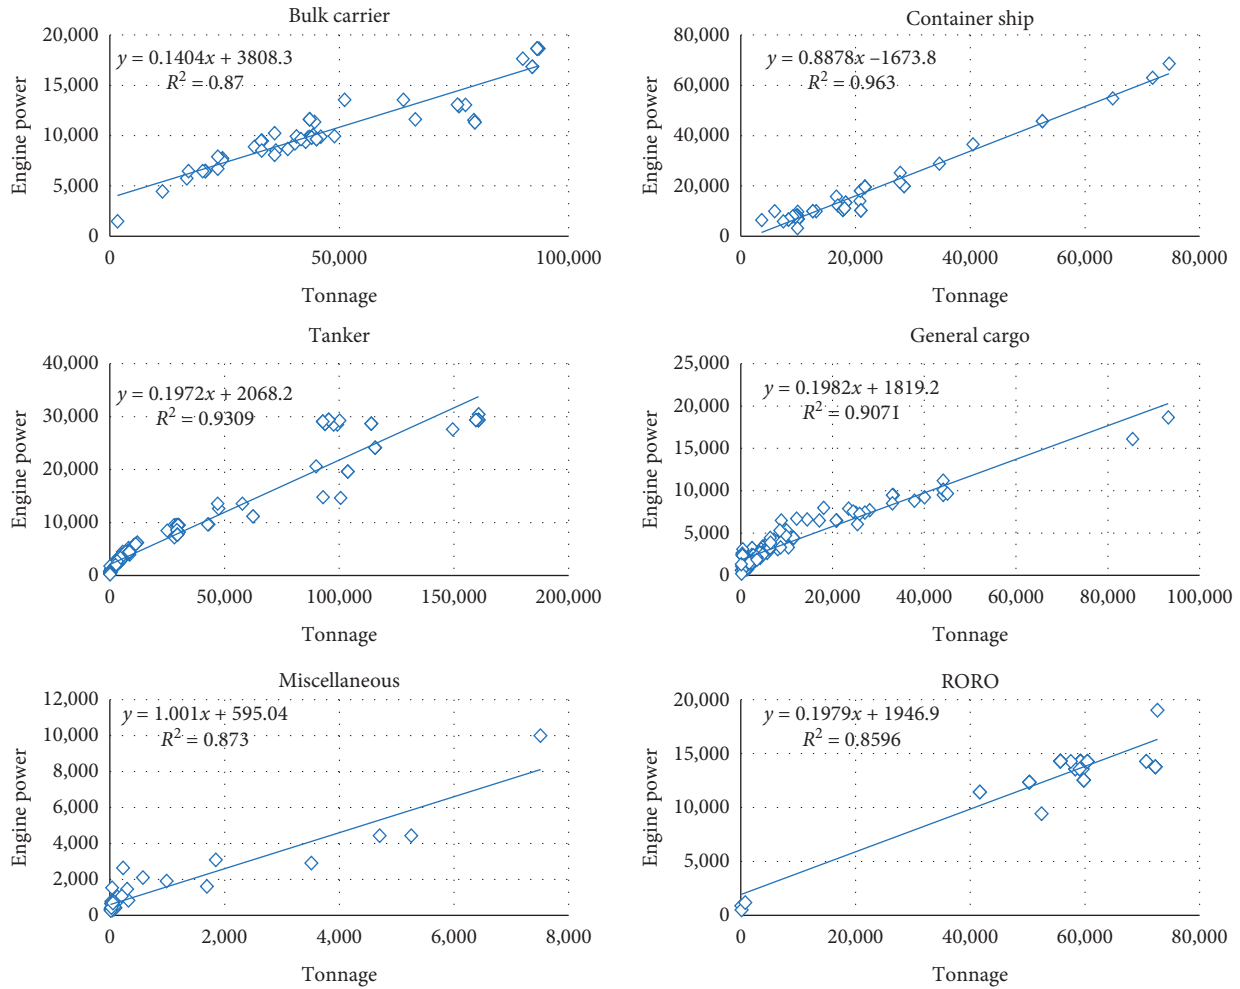 Bulk carrier
20,000
15,000
10,000
5,000
0
Engine power
y = 0.1404x + 3808.3
R² = 0.87
0 50,000 100,000
Tonnage
Container ship
80,000
60,000
40,000
20,000
0
Engine power
y = 0.8878x –1673.8
R² = 0.963
0 20,000 40,000 60,000 80,000
Tonnage
Tanker
40,000
30,000
20,000
10,000
0
Engine power
y = 0.1972x + 2068.2
R² = 0.9309
0 50,000 100,000 150,000 200,000
Tonnage
General cargo
25,000
20,000
15,000
10,000
5,000
0
Engine power
y = 0.1982x + 1819.2
R² = 0.9071
0 20,000 40,000 60,000 80,000 100,000
Tonnage
Miscellaneous
12,000
10,000
8,000
6,000
4,000
2,000
0
Engine power
y = 1.001x + 595.04
R² = 0.873
0 2,000 4,000 6,000 8,000
Tonnage
RORO
20,000
15,000
10,000
5,000
0
Engine power
y = 0.1979x + 1946.9
R² = 0.8596
0 20,000 40,000 60,000 80,000
Tonnage